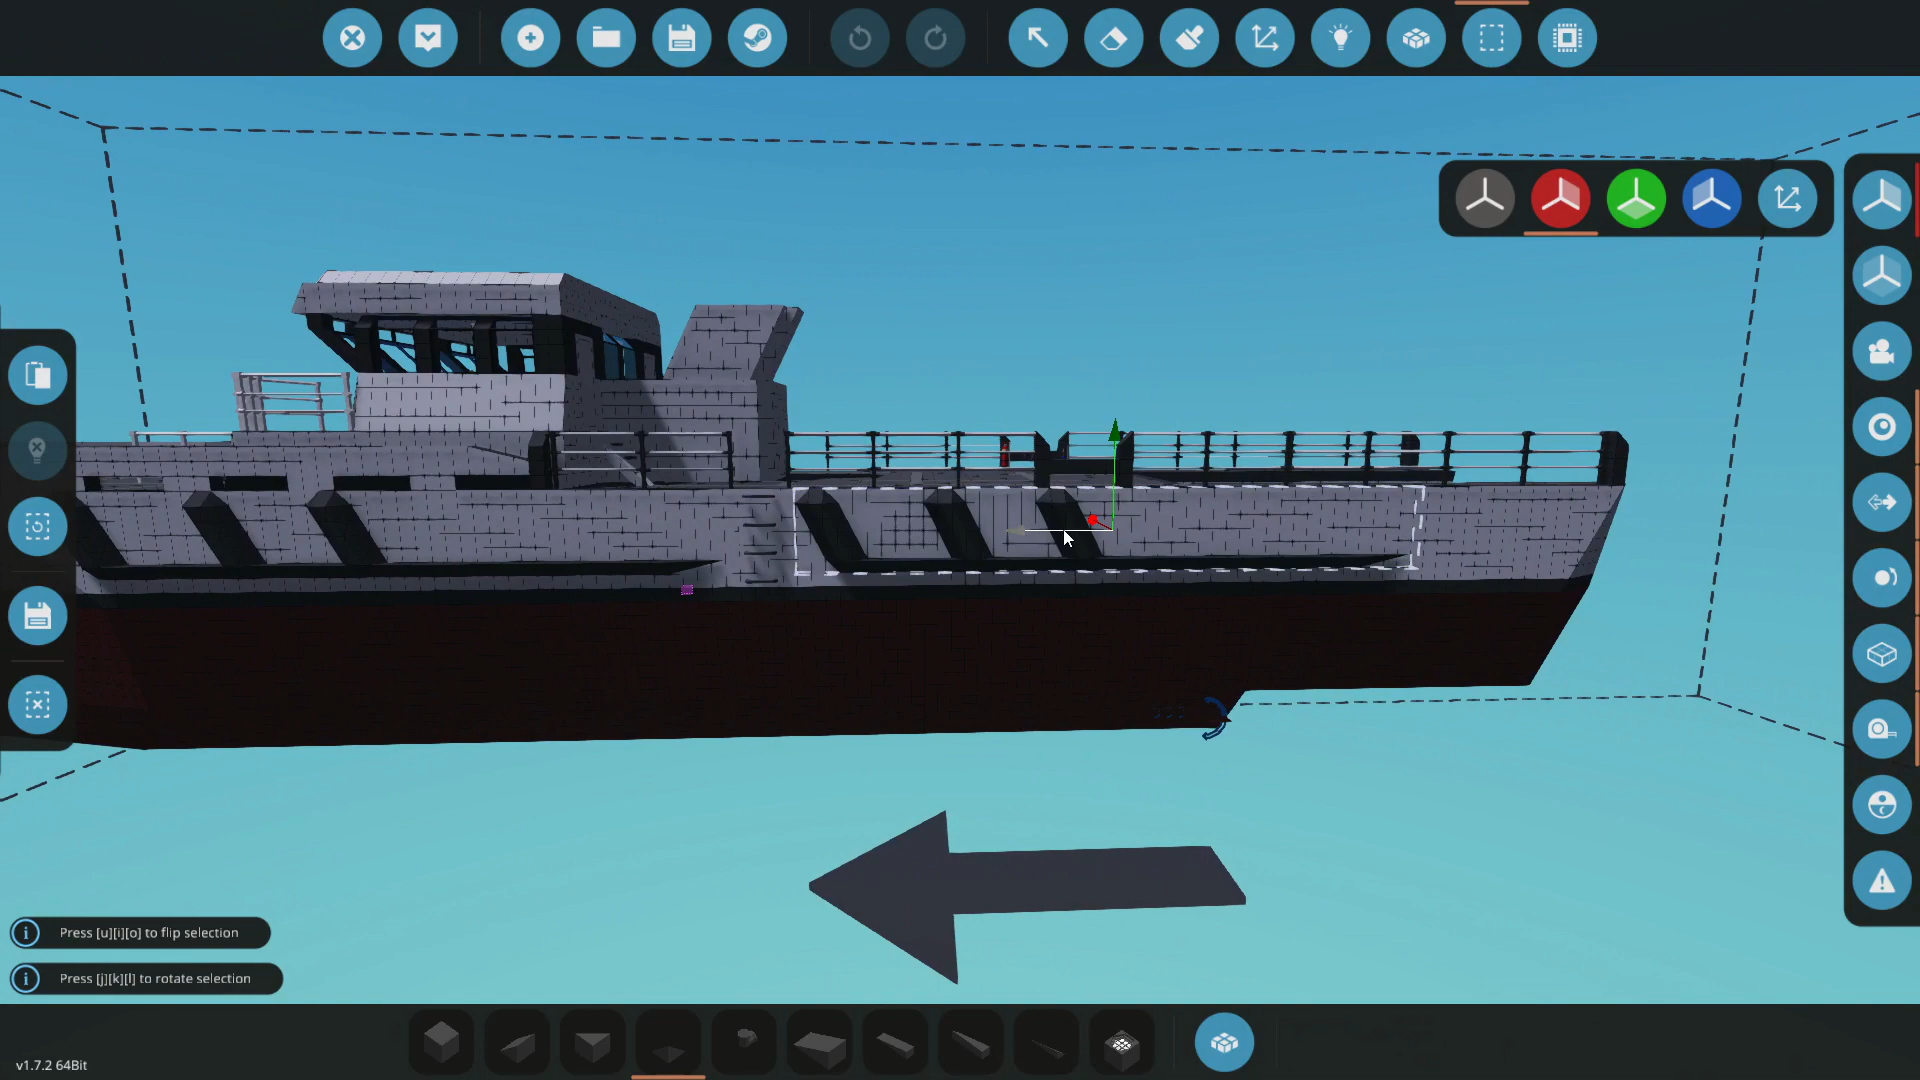 Press [u][i][o] to flip selection
Press [j][k][l] to rotate selection
v1.7.2 64Bit